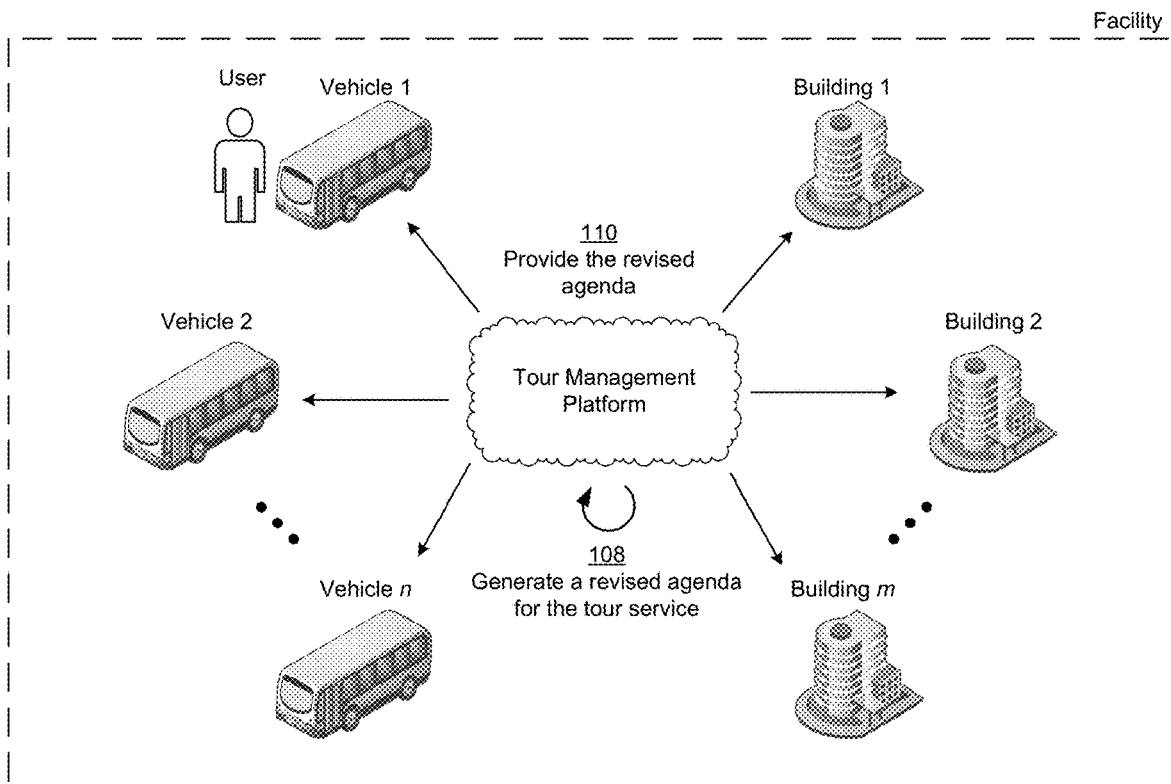 Facility
User
Vehicle 1
Building 1
110
Provide the revised
agenda
Vehicle 2
Building 2
Tour Management
Platform
108
Generate a revised agenda
for the tour service
Vehicle n
Building m